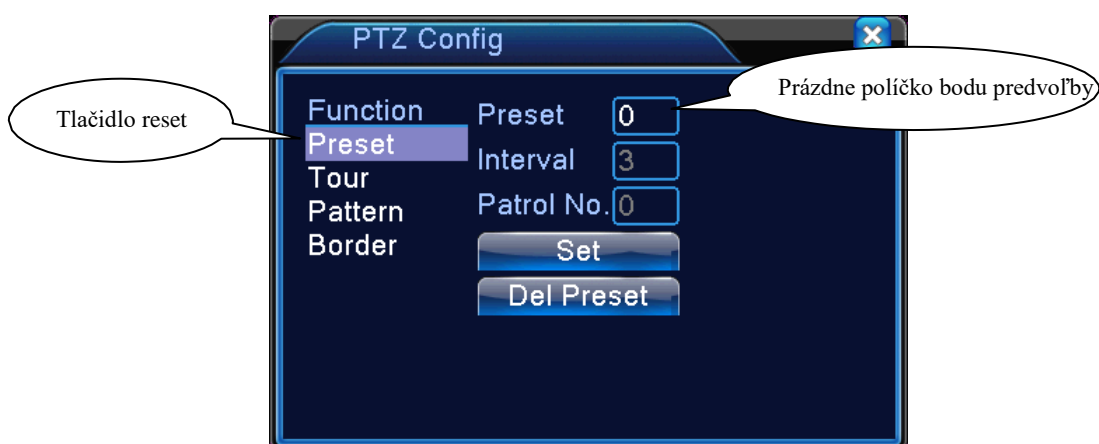 PTZ Config
Tlačidlo reset
Prázdne políčko bodu predvoľby
Function
Preset
Tour
Pattern
Border
Preset 0
Interval 3
Patrol No. 0
Set
Del Preset